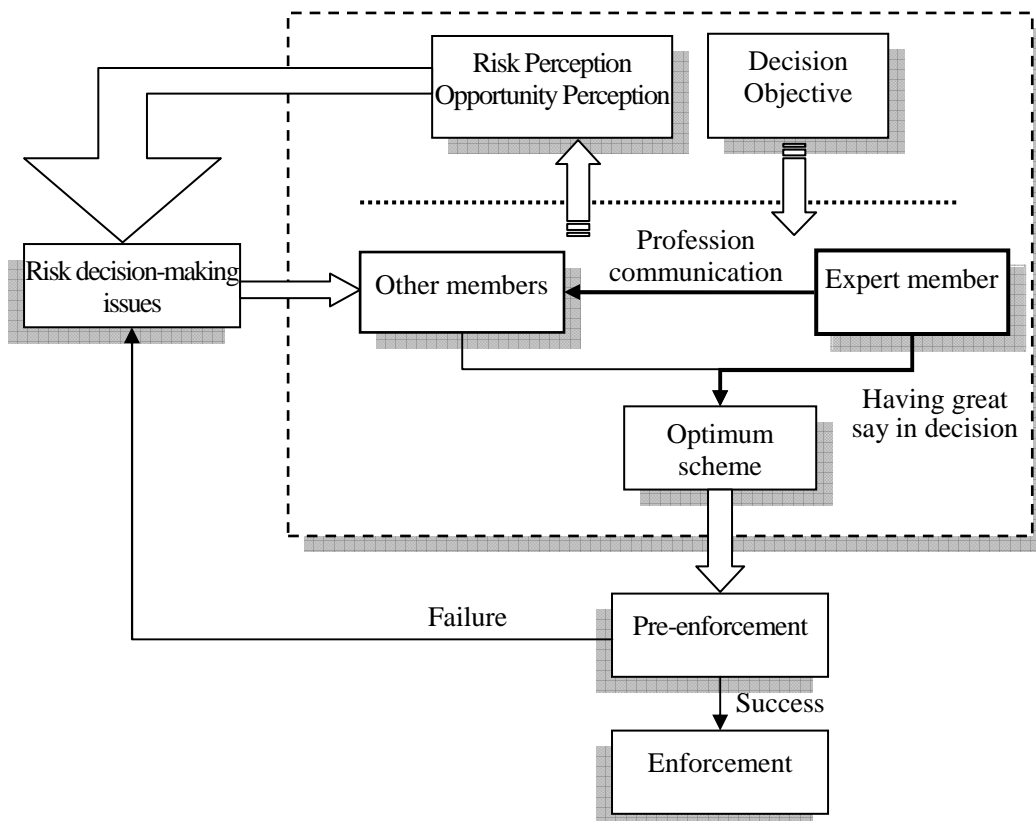 Risk Perception
Opportunity Perception
Decision
Objective
Profession
communication
Risk decision-making
issues
Other members
Expert member
Having great
say in decision
Optimum
scheme
Failure
Pre-enforcement
Success
Enforcement